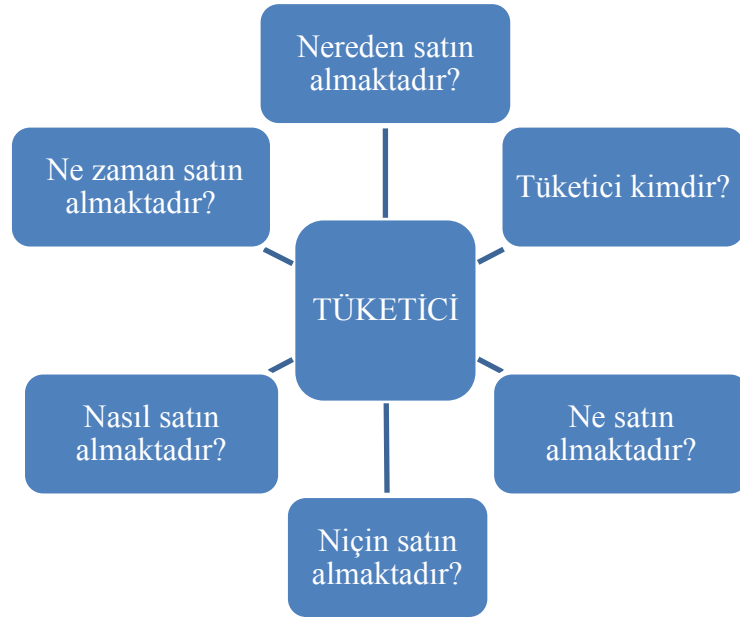 Nereden satın
almaktadır?
Ne zaman satın
almaktadır?
Tüketici kimdir?
TÜKETİCİ
Nasıl satın
almaktadır?
Ne satın
almaktadır?
Niçin satın
almaktadır?